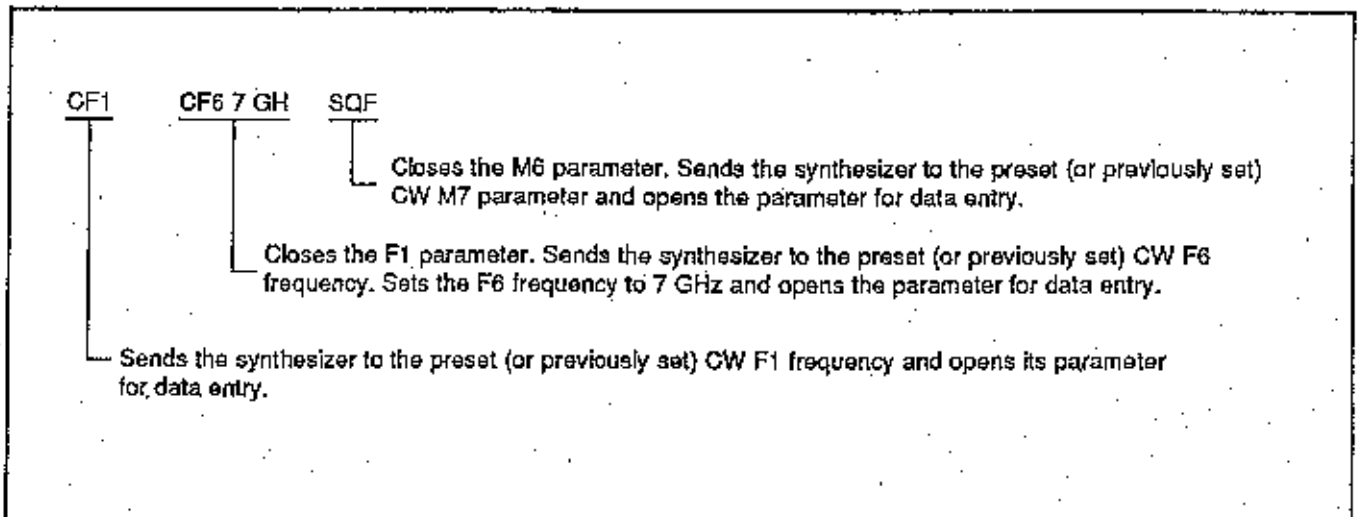 CF1 CF6 7 GH SQF
Closes the M6 parameter. Sends the synthesizer to the preset (or previously set)
CW M7 parameter and opens the parameter for data entry.
Closes the F1 parameter. Sends the synthesizer to the preset (or previously set) CW F6
frequency. Sets the F6 frequency to 7 GHz and opens the parameter for data entry.
Sends the synthesizer to the preset (or previously set) CW F1 frequency and opens its parameter
for data entry.